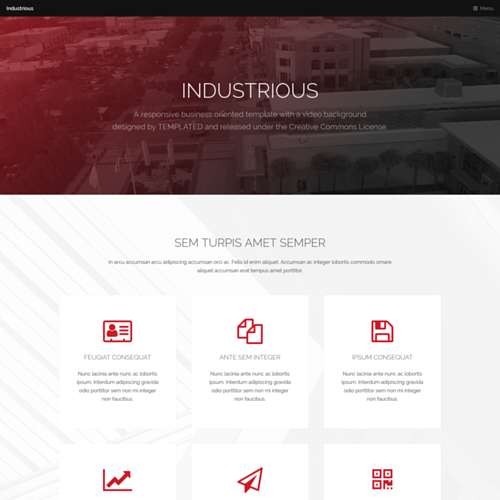 Industrious
Menu
INDUSTRIOUS
A responsive business oriented template with a video background
designed by TEMPLATED and released under the Creative Commons License
SEM TURPIS AMET SEMPER
In arcu accumsan arcu adipiscing accumsan orci ac. Felis id enim aliquet. Accumsan ac integer lobortis commodo ornare
aliquet accumsan erat tempus amet porttitor.
FEUGIAT CONSEQUAT
Nunc lacinia ante nunc ac lobortis
ipsum. Interdum adipiscing gravida
odio porttitor sem non mi integer
non faucibus.
ANTE SEM INTEGER
Nunc lacinia ante nunc ac lobortis
ipsum. Interdum adipiscing gravida
odio porttitor sem non mi integer
non faucibus.
IPSUM CONSEQUAT
Nunc lacinia ante nunc ac lobortis
ipsum. Interdum adipiscing gravida
odio porttitor sem non mi integer
non faucibus.